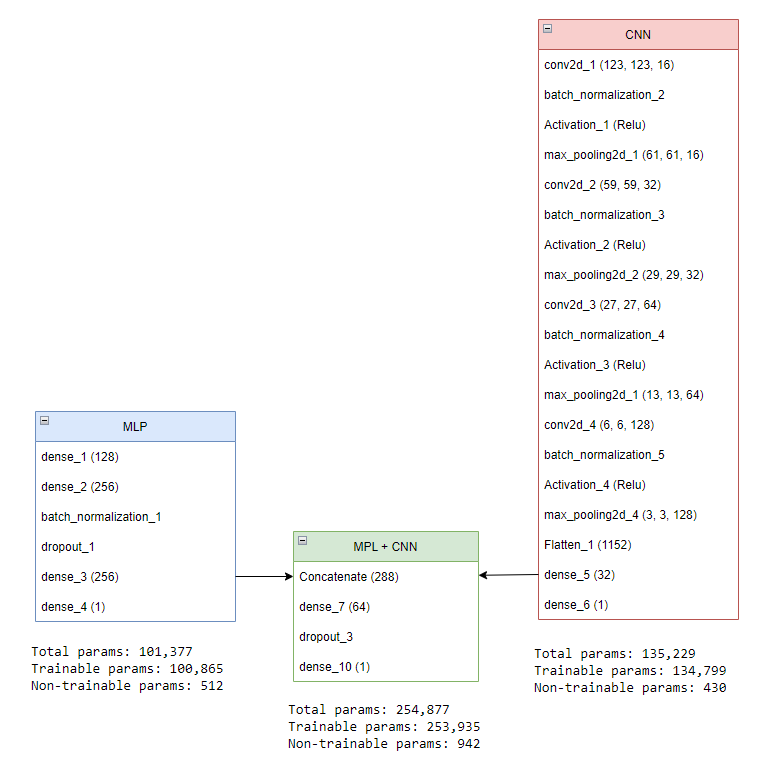 CNN
conv2d_1 (123, 123, 16)
batch_normalization_2
Activation_1 (Relu)
max_pooling2d_1 (61, 61, 16)
conv2d_2 (59, 59, 32)
batch_normalization_3
Activation_2 (Relu)
max_pooling2d_2 (29, 29, 32)
conv2d_3 (27, 27, 64)
batch_normalization_4
Activation_3 (Relu)
max_pooling2d_1 (13, 13, 64)
conv2d_4 (6, 6, 128)
batch_normalization_5
Activation_4 (Relu)
max_pooling2d_4 (3, 3, 128)
Flatten_1 (1152)
dense_5 (32)
dense_6 (1)
Total params: 135,229
Trainable params: 134,799
Non-trainable params: 430
MLP
dense_1 (128)
dense_2 (256)
batch_normalization_1
dropout_1
dense_3 (256)
dense_4 (1)
Total params: 101,377
Trainable params: 100,865
Non-trainable params: 512
MPL + CNN
Concatenate (288)
dense_7 (64)
dropout_3
dense_10 (1)
Total params: 254,877
Trainable params: 253,935
Non-trainable params: 942